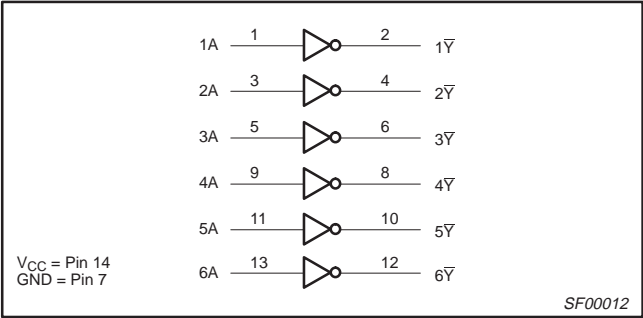 1A 1 2 1Y̅
2A 3 4 2Y̅
3A 5 6 3Y̅
4A 9 8 4Y̅
5A 11 10 5Y̅
6A 13 12 6Y̅
VCC = Pin 14
GND = Pin 7
SF00012